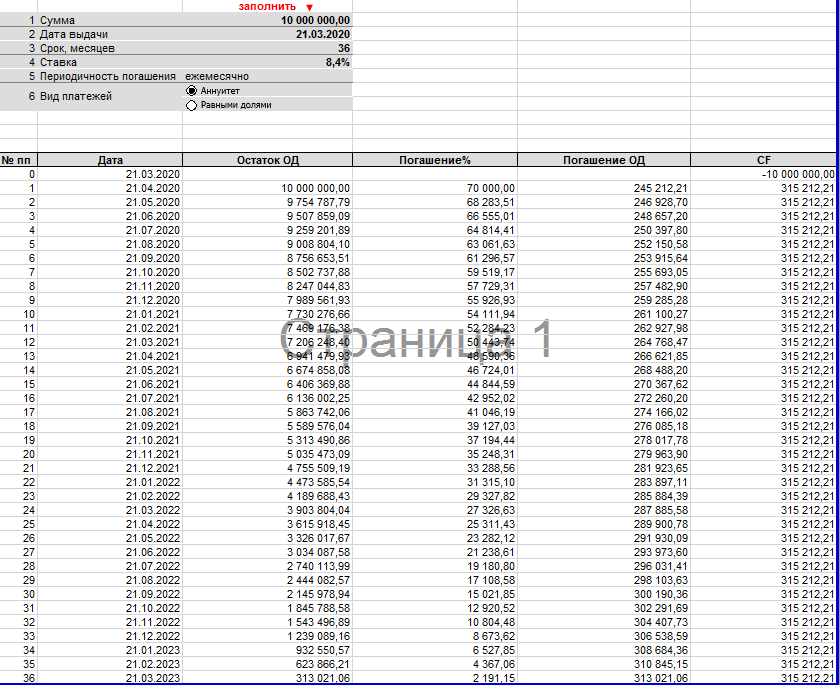 заполнить ▼
1 Сумма 10 000 000,00
2 Дата выдачи 21.03.2020
3 Срок, месяцев 36
4 Ставка 8,4%
5 Периодичность погашения ежемесячно
Аннуитет
6 Вид платежей
Равными долями
№ пп Дата Остаток ОД Погашение% Погашение ОД CF
0 21.03.2020 -10 000 000,00
1 21.04.2020 10 000 000,00 70 000,00 245 212,21 315 212,21
2 21.05.2020 9 754 787,79 68 283,51 246 928,70 315 212,21
3 21.06.2020 9 507 859,09 66 555,01 248 657,20 315 212,21
4 21.07.2020 9 259 201,89 64 814,41 250 397,80 315 212,21
5 21.08.2020 9 008 804,10 63 061,63 252 150,58 315 212,21
6 21.09.2020 8 756 653,51 61 296,57 253 915,64 315 212,21
7 21.10.2020 8 502 737,88 59 519,17 255 693,05 315 212,21
8 21.11.2020 8 247 044,83 57 729,31 257 482,90 315 212,21
9 21.12.2020 7 989 561,93 55 926,93 259 285,28 315 212,21
10 21.01.2021 7 730 276,66 54 111,94 261 100,27 315 212,21
11 21.02.2021 7 469 176,38 52 284,23 262 927,98 315 212,21
Страница 1
12 21.03.2021 7 206 248,40 50 443,74 264 768,47 315 212,21
13 21.04.2021 6 941 479,93 48 590,36 266 621,85 315 212,21
14 21.05.2021 6 674 858,08 46 724,01 268 488,20 315 212,21
15 21.06.2021 6 406 369,88 44 844,59 270 367,62 315 212,21
16 21.07.2021 6 136 002,25 42 952,02 272 260,20 315 212,21
17 21.08.2021 5 863 742,06 41 046,19 274 166,02 315 212,21
18 21.09.2021 5 589 576,04 39 127,03 276 085,18 315 212,21
19 21.10.2021 5 313 490,86 37 194,44 278 017,78 315 212,21
20 21.11.2021 5 035 473,09 35 248,31 279 963,90 315 212,21
21 21.12.2021 4 755 509,19 33 288,56 281 923,65 315 212,21
22 21.01.2022 4 473 585,54 31 315,10 283 897,11 315 212,21
23 21.02.2022 4 189 688,43 29 327,82 285 884,39 315 212,21
24 21.03.2022 3 903 804,04 27 326,63 287 885,58 315 212,21
25 21.04.2022 3 615 918,45 25 311,43 289 900,78 315 212,21
26 21.05.2022 3 326 017,67 23 282,12 291 930,09 315 212,21
27 21.06.2022 3 034 087,58 21 238,61 293 973,60 315 212,21
28 21.07.2022 2 740 113,99 19 180,80 296 031,41 315 212,21
29 21.08.2022 2 444 082,57 17 108,58 298 103,63 315 212,21
30 21.09.2022 2 145 978,94 15 021,85 300 190,36 315 212,21
31 21.10.2022 1 845 788,58 12 920,52 302 291,69 315 212,21
32 21.11.2022 1 543 496,89 10 804,48 304 407,73 315 212,21
33 21.12.2022 1 239 089,16 8 673,62 306 538,59 315 212,21
34 21.01.2023 932 550,57 6 527,85 308 684,36 315 212,21
35 21.02.2023 623 866,21 4 367,06 310 845,15 315 212,21
36 21.03.2023 313 021,06 2 191,15 313 021,06 315 212,21